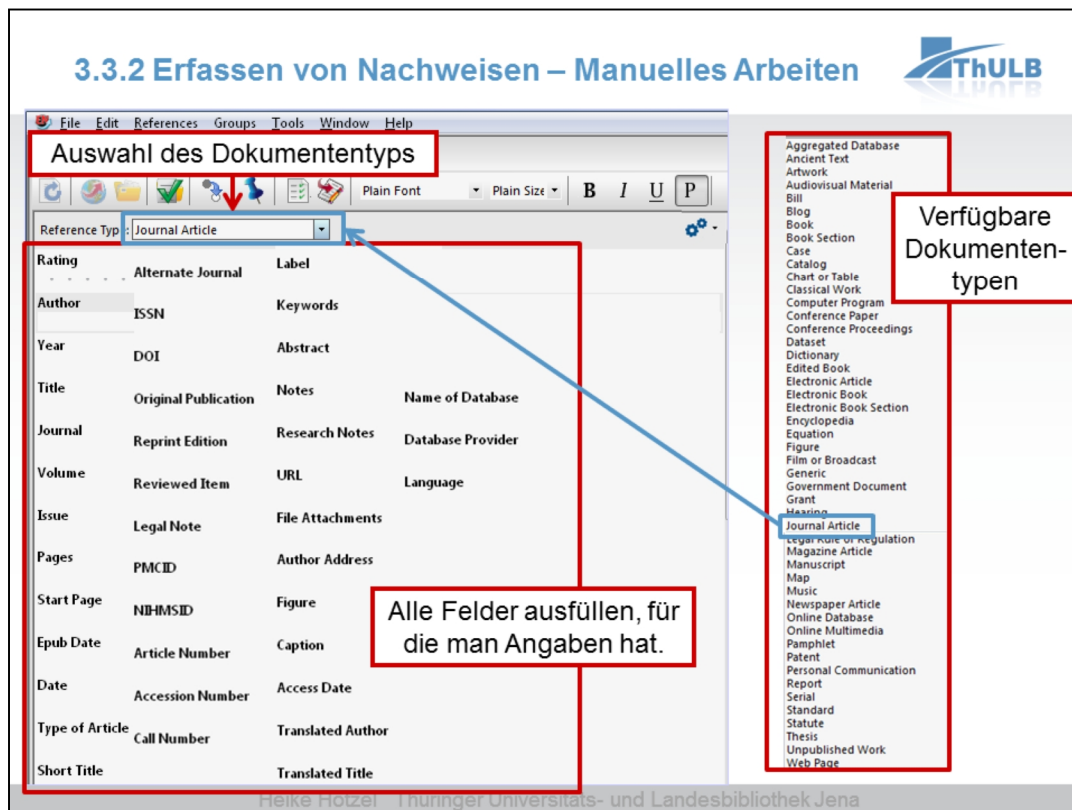 3.3.2 Erfassen von Nachweisen – Manuelles Arbeiten
ThULB
File Edit References Groups Tools Window Help
Auswahl des Dokumententyps
Plain Font Plain Size B I U P
Reference Type: Journal Article
Rating
Author
Year
Title
Journal
Volume
Issue
Pages
Start Page
Epub Date
Date
Type of Article
Short Title
Alternate Journal
ISSN
DOI
Original Publication
Reprint Edition
Reviewed Item
Legal Note
PMCID
NIHMSID
Article Number
Accession Number
Call Number
Label
Keywords
Abstract
Notes
Research Notes
URL
File Attachments
Author Address
Figure
Caption
Access Date
Translated Author
Translated Title
Name of Database
Database Provider
Language
Alle Felder ausfüllen, für
die man Angaben hat.
Aggregated Database
Ancient Text
Artwork
Audiovisual Material
Bill
Blog
Book
Book Section
Case
Catalog
Chart or Table
Classical Work
Computer Program
Conference Paper
Conference Proceedings
Dataset
Dictionary
Edited Book
Electronic Article
Electronic Book
Electronic Book Section
Encyclopedia
Equation
Figure
Film or Broadcast
Generic
Government Document
Grant
Hearing
Journal Article
Legal Rule or Regulation
Magazine Article
Manuscript
Map
Music
Newspaper Article
Online Database
Online Multimedia
Pamphlet
Patent
Personal Communication
Report
Serial
Standard
Statute
Thesis
Unpublished Work
Web Page
Verfügbare
Dokumenten-
typen
Heike Hotzel Thüringer Universitäts- und Landesbibliothek Jena